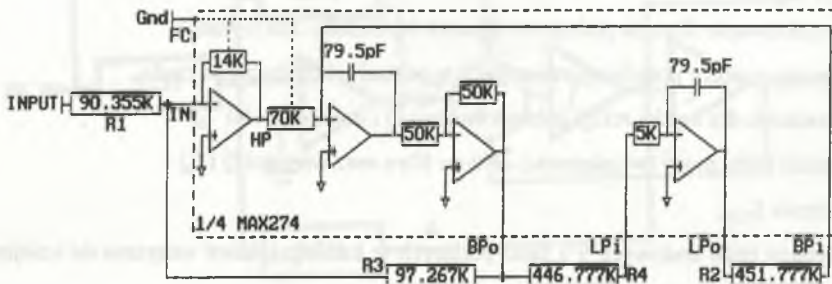 Gnd
FC
14K
79.5pF
79.5pF
50K
INPUT
90.355K
IN
HP
70K
50K
5K
R1
1/4 MAX274
BPo
LPi
LPo
BPi
R3
97.267K
446.777K
R4
R2
451.777K